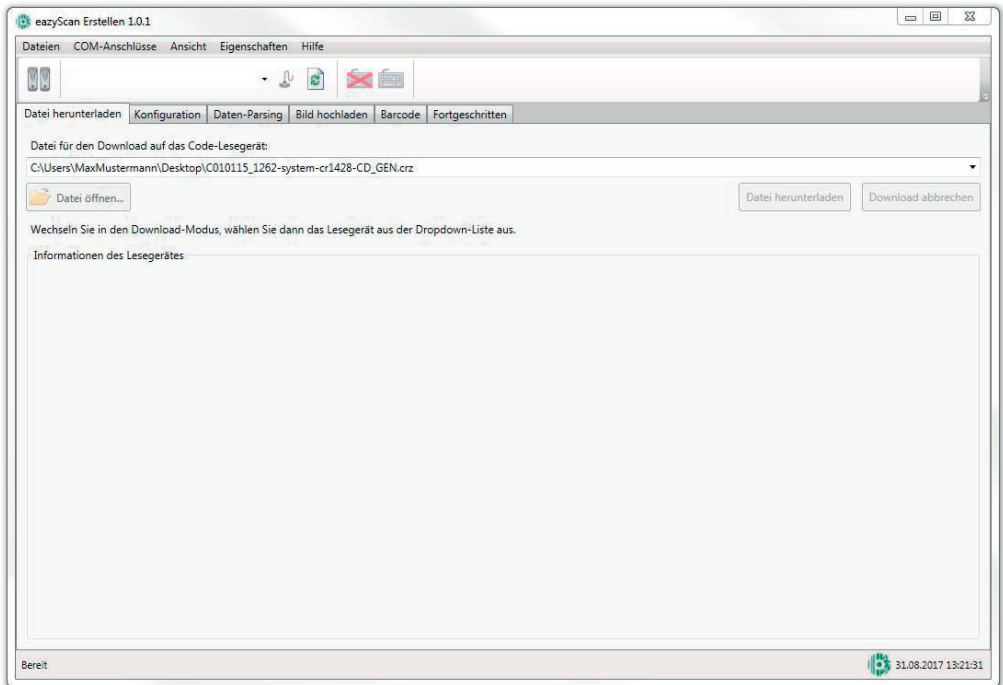 eazyScan Erstellen 1.0.1
Dateien COM-Anschlüsse Ansicht Eigenschaften Hilfe
Datei herunterladen Konfiguration Daten-Parsing Bild hochladen Barcode Fortgeschritten
Datei für den Download auf das Code-Lesegerät:
C:\Users\MaxMustermann\Desktop\C010115_1262-system-cr1428-CD_GEN.crz
Datei öffnen... Datei herunterladen Download abbrechen
Wechseln Sie in den Download-Modus, wählen Sie dann das Lesegerät aus der Dropdown-Liste aus.
Informationen des Lesegerätes
Bereit 31.08.2017 13:21:31